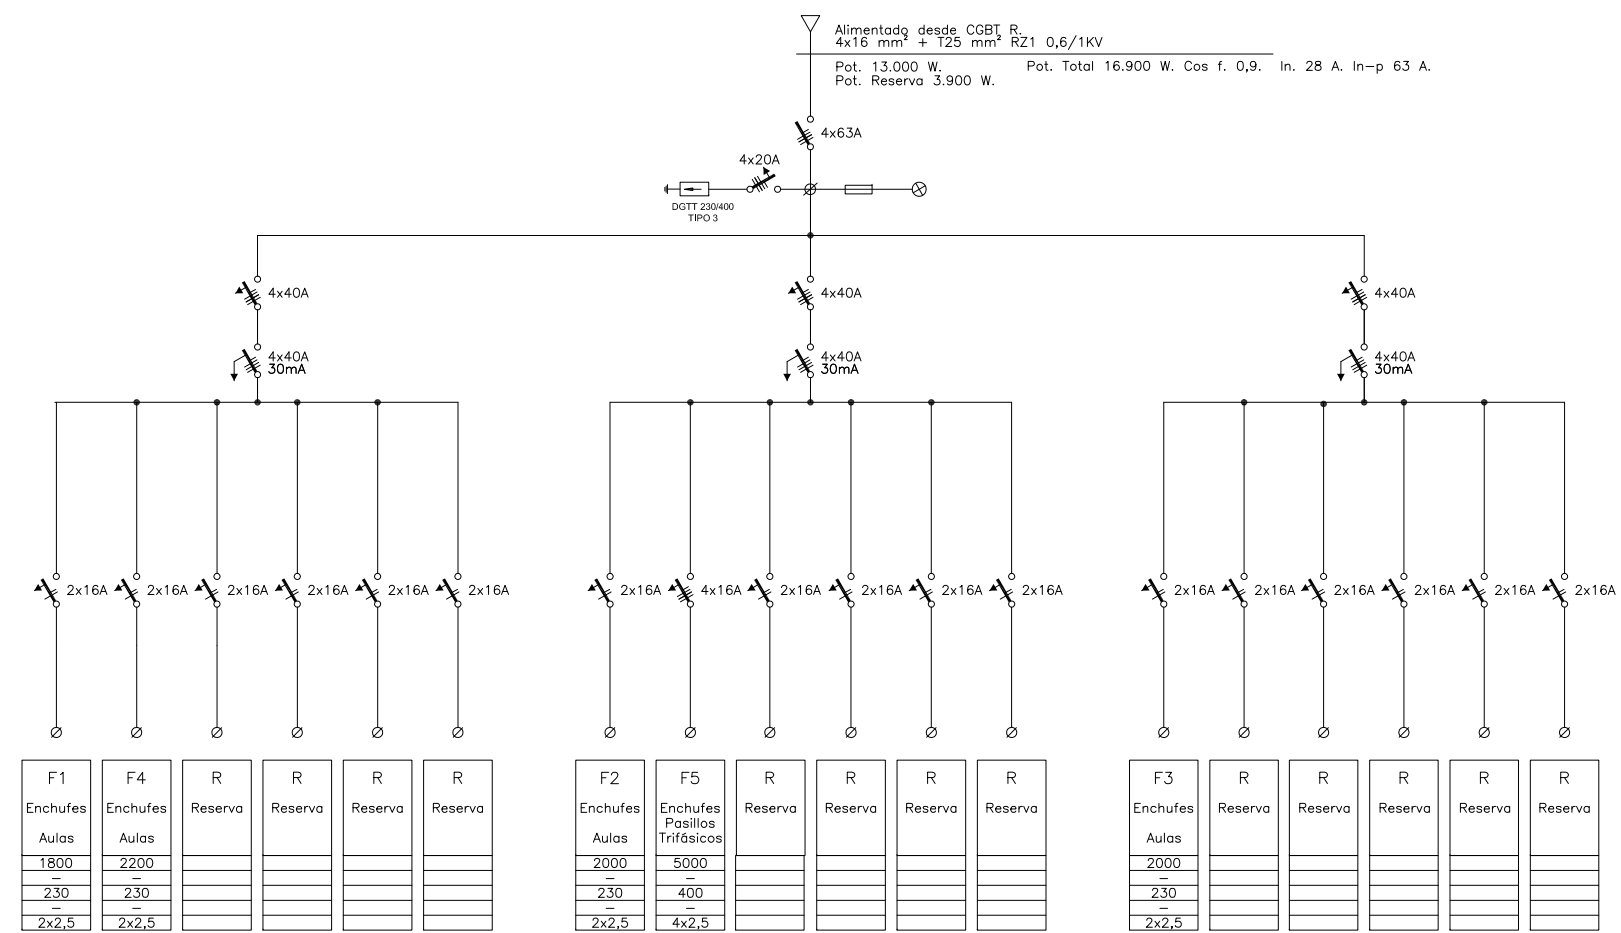 Alimentado desde CGBT R.
4x16 mm² + T25 mm² RZ1 0,6/1KV
Pot. 13.000 W. Pot. Total 16.900 W. Cos f. 0,9. In. 28 A. In-p 63 A.
Pot. Reserva 3.900 W.
4x63A
4x20A
DGTT 230/400
TIPO 3
4x40A 4x40A 4x40A
4x40A 4x40A 4x40A
30mA 30mA 30mA
2x16A 2x16A 2x16A 2x16A 2x16A 2x16A 2x16A 4x16A 2x16A 2x16A 2x16A 2x16A 2x16A 2x16A 2x16A 2x16A 2x16A 2x16A
F1 F4 R R R R F2 F5 R R R R F3 R R R R R
Enchufes Enchufes Reserva Reserva Reserva Reserva Enchufes Enchufes Reserva Reserva Reserva Reserva Enchufes Reserva Reserva Reserva Reserva Reserva
Pasillos
Aulas Aulas Aulas Trifásicos Aulas
1800 2200 2000 5000 2000
- - - - -
230 230 230 400 230
- - - - -
2x2,5 2x2,5 2x2,5 4x2,5 2x2,5